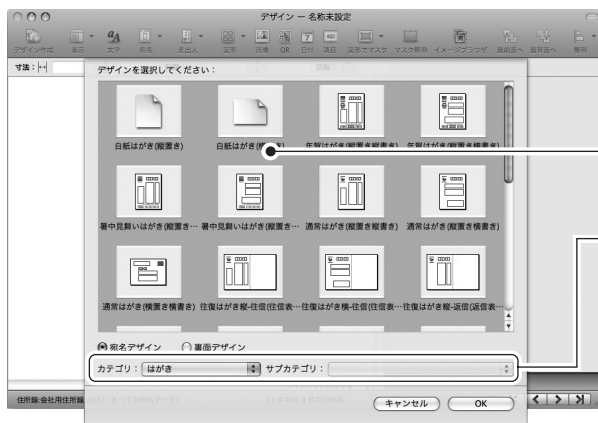 デザイン ー 名称未設定
デザイン作成 表示 文字 宛名 差出人 図形 画像 QR 日付 項目 図形でマスク マスク解除 イメージブラウザ 最前面へ 最背面へ 整列
寸法：
デザインを選択してください：
白紙はがき(縦置き) 白紙はがき( 年賀はがき(縦置き縦書き) 年賀はがき(縦置き横書き)
暑中見舞いはがき(縦置き… 暑中見舞いはがき(縦置き… 通常はがき(縦置き縦書き) 通常はがき(縦置き横書き)
通常はがき(横置き横書き) 往復はがき縦-往信(往信表… 往復はがき横-往信(往信表… 往復はがき縦-返信(返信表…
宛名デザイン 裏面デザイン
カテゴリ： はがき サブカテゴリ：
キャンセル OK
住所録:会社用住所録